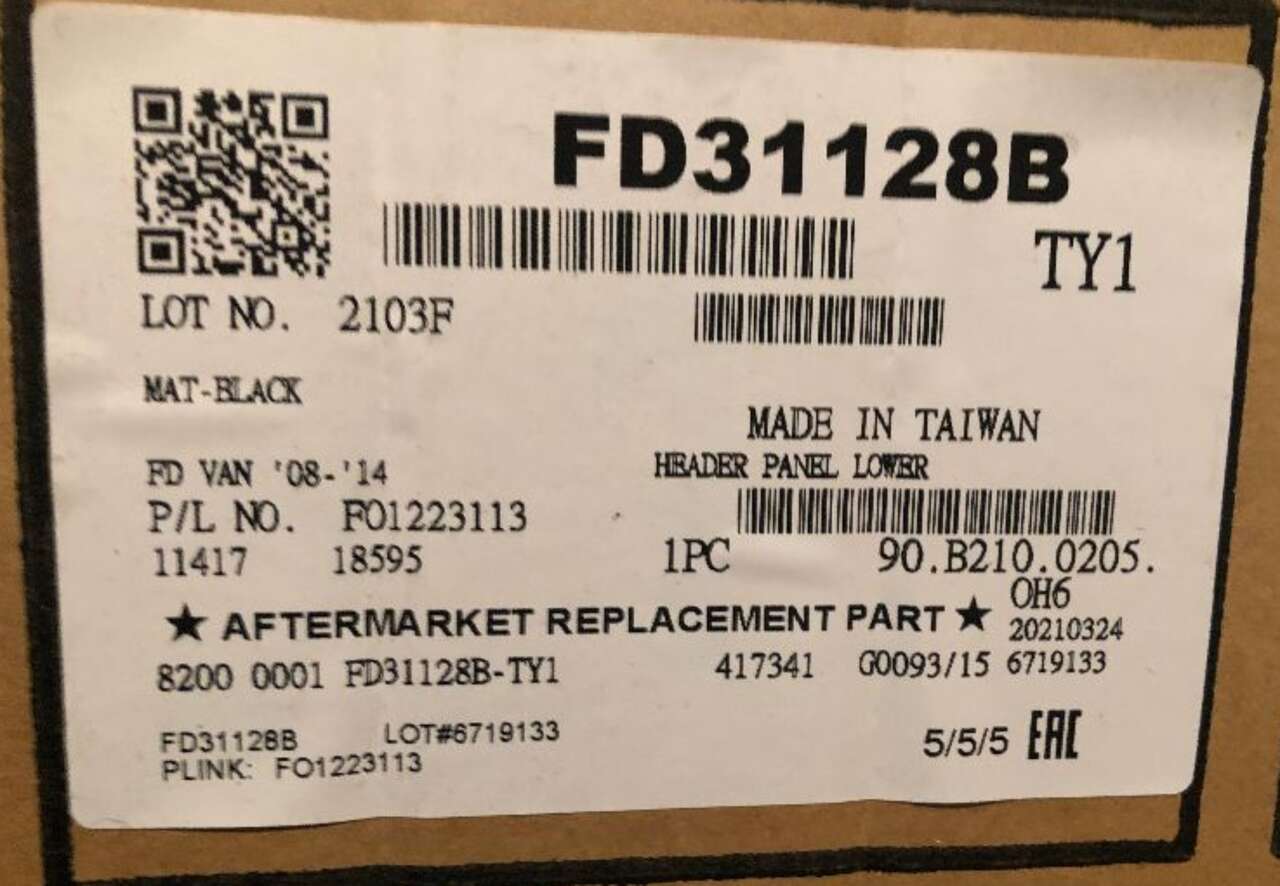 FD31128B
TY1
LOT NO. 2103F
MAT-BLACK
MADE IN TAIWAN
FD VAN '08-'14
HEADER PANEL LOWER
P/L NO. FO1223113
11417 18595
1PC 90.B210.0205.
OH6
★ AFTERMARKET REPLACEMENT PART ★
20210324
8200 0001 FD31128B-TY1 417341 G0093/15 6719133
FD31128B LOT#6719133
PLINK: FO1223113
5/5/5 EAC